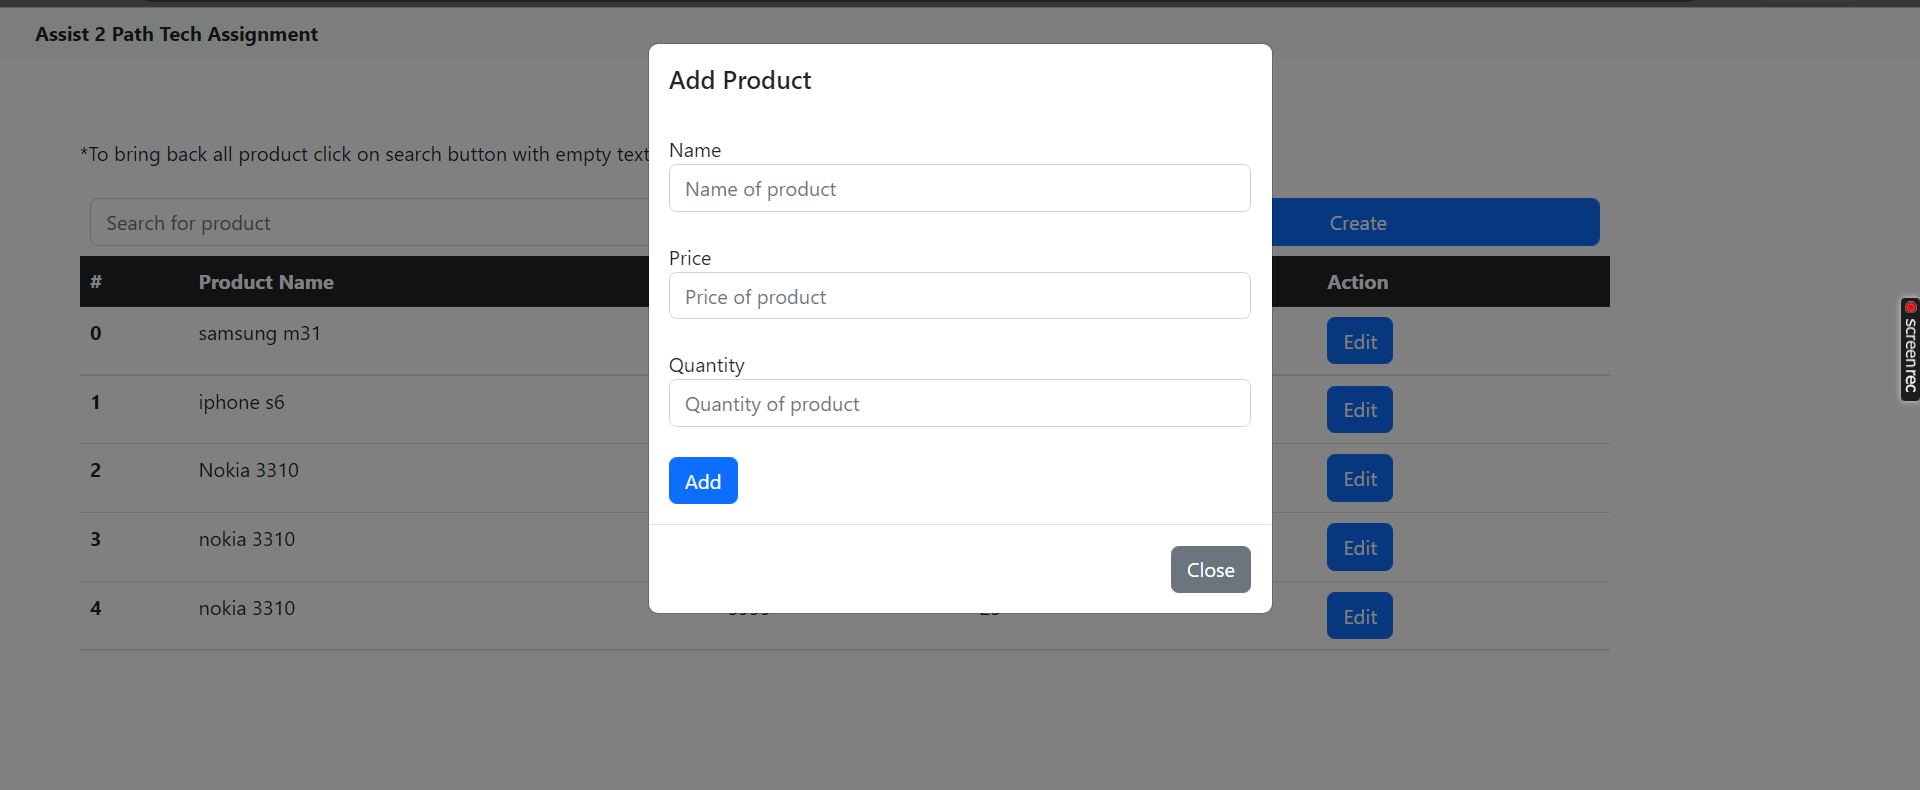 Assist 2 Path Tech Assignment
Add Product
*To bring back all product click on search button with empty text
Name
Name of product
Search for product
Create
Price
Price of product
# Product Name Action
0 samsung m31 Edit
Quantity
Quantity of product
1 iphone s6 Edit
2 Nokia 3310 Edit
Add
3 nokia 3310 Edit
Close
4 nokia 3310 Edit
screenrec